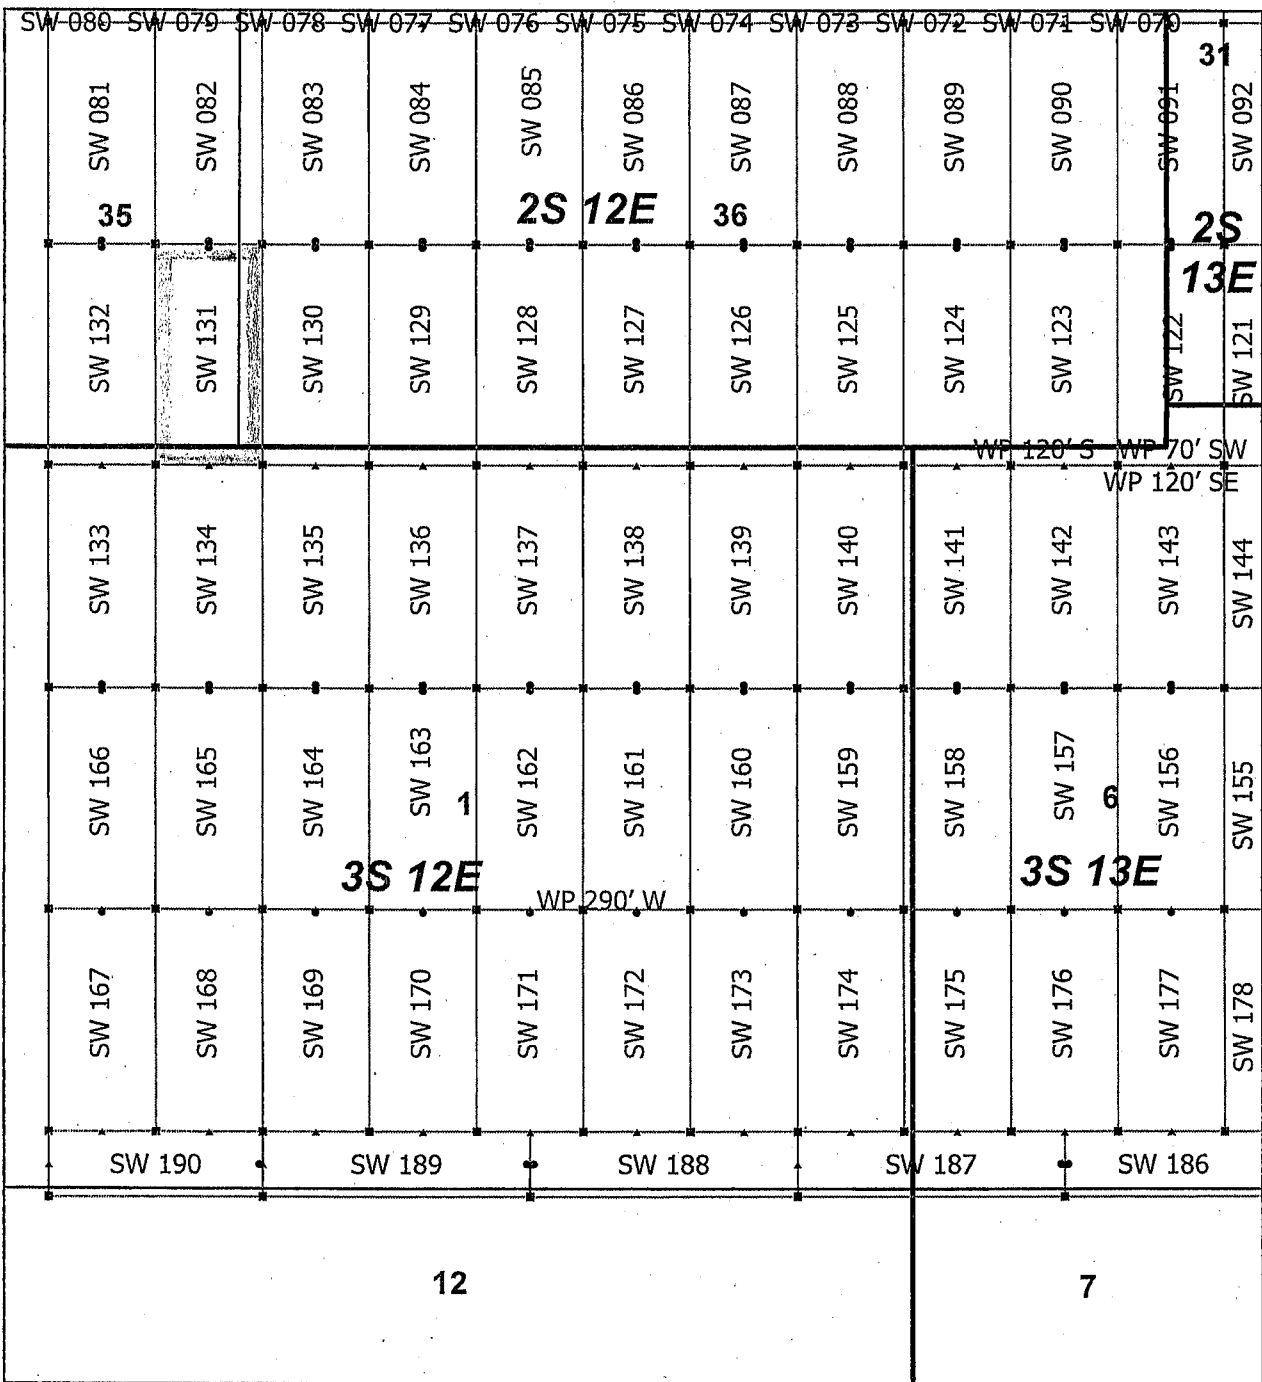 SW 080 SW 079 SW 078 SW 077 SW 076 SW 075 SW 074 SW 073 SW 072 SW 071 SW 070
31
SW 081 SW 082 SW 083 SW 084 SW 085 SW 086 SW 087 SW 088 SW 089 SW 090 SW 091 SW 092
35 2S 12E 36 2S
13E
SW 132 SW 131 SW 130 SW 129 SW 128 SW 127 SW 126 SW 125 SW 124 SW 123 SW 122 SW 121
WP 120' S WP 70' SW
WP 120' SE
SW 133 SW 134 SW 135 SW 136 SW 137 SW 138 SW 139 SW 140 SW 141 SW 142 SW 143 SW 144
SW 166 SW 165 SW 164 SW 163 SW 162 SW 161 SW 160 SW 159 SW 158 SW 157 SW 156 SW 155
1 6
3S 12E 3S 13E
WP 290' W
SW 167 SW 168 SW 169 SW 170 SW 171 SW 172 SW 173 SW 174 SW 175 SW 176 SW 177 SW 178
SW 190 SW 189 SW 188 SW 187 SW 186
12 7